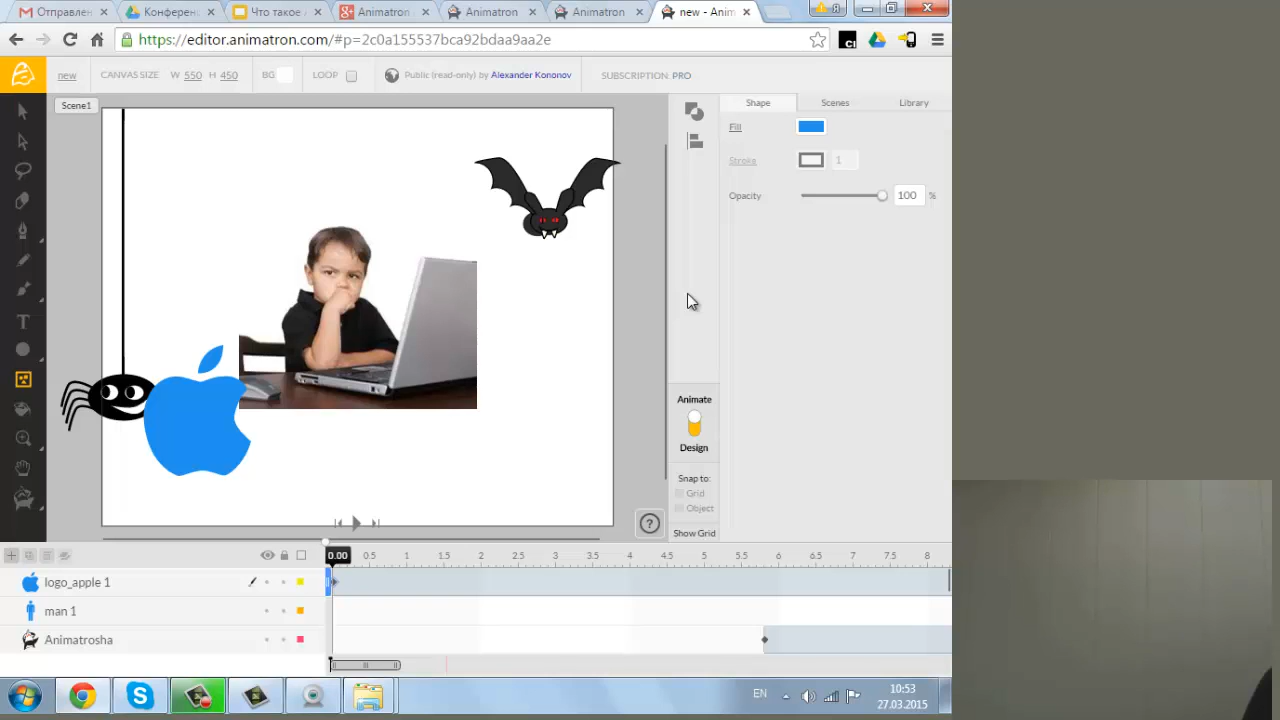 Отправлен
Конференц
Что такое А
Animatron
Animatron
Animatron
new - Anim
https://editor.animatron.com/#p=2c0a155537bca92bdaa9aa2e
new CANVAS SIZE W 550 H 450 BG LOOP Public (read-only) by Alexander Kononov SUBSCRIPTION: PRO
Scene1
Shape Scenes Library
Fill
Stroke 1
Opacity 100 %
Animate
Design
Snap to:
Grid
Object
Show Grid
?
0.00 0.5 1 1.5 2 2.5 3 3.5 4 4.5 5 5.5 6 6.5 7 7.5 8
logo_apple 1
man 1
Animatrosha
EN
10:53
27.03.2015